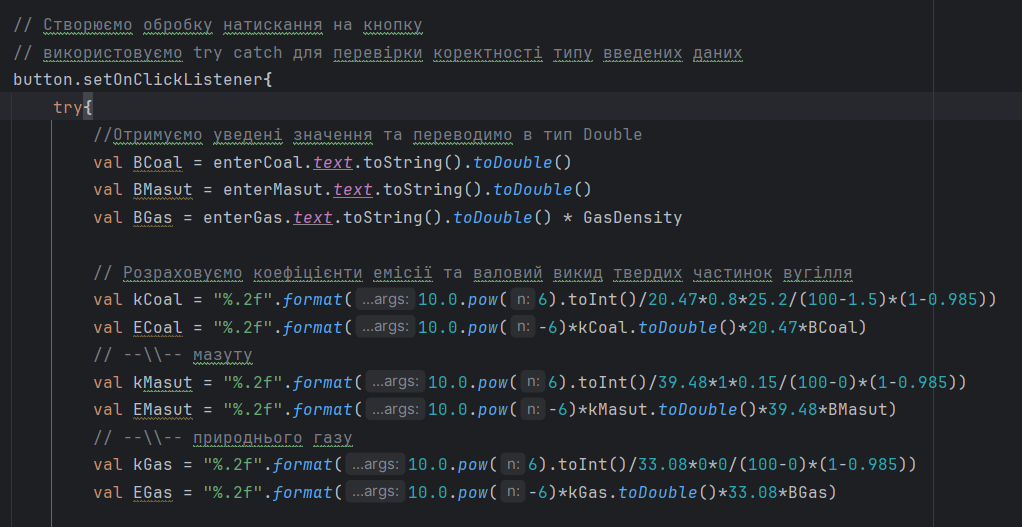 // Створюємо обробку натискання на кнопку
// використовуємо try catch для перевірки коректності типу введених даних
button.setOnClickListener{
try{
//Отримуємо уведені значення та переводимо в тип Double
val BCoal = enterCoal.text.toString().toDouble()
val BMasut = enterMasut.text.toString().toDouble()
val BGas = enterGas.text.toString().toDouble() * GasDensity
// Розраховуємо коефіцієнти емісії та валовий викид твердих частинок вугілля
val kCoal = "%.2f".format( ...args: 10.0.pow( n: 6).toInt()/20.47*0.8*25.2/(100-1.5)*(1-0.985))
val ECoal = "%.2f".format( ...args: 10.0.pow( n: -6)*kCoal.toDouble()*20.47*BCoal)
// --\\-- мазуту
val kMasut = "%.2f".format( ...args: 10.0.pow( n: 6).toInt()/39.48*1*0.15/(100-0)*(1-0.985))
val EMasut = "%.2f".format( ...args: 10.0.pow( n: -6)*kMasut.toDouble()*39.48*BMasut)
// --\\-- природнього газу
val kGas = "%.2f".format( ...args: 10.0.pow( n: 6).toInt()/33.08*0*0/(100-0)*(1-0.985))
val EGas = "%.2f".format( ...args: 10.0.pow( n: -6)*kGas.toDouble()*33.08*BGas)